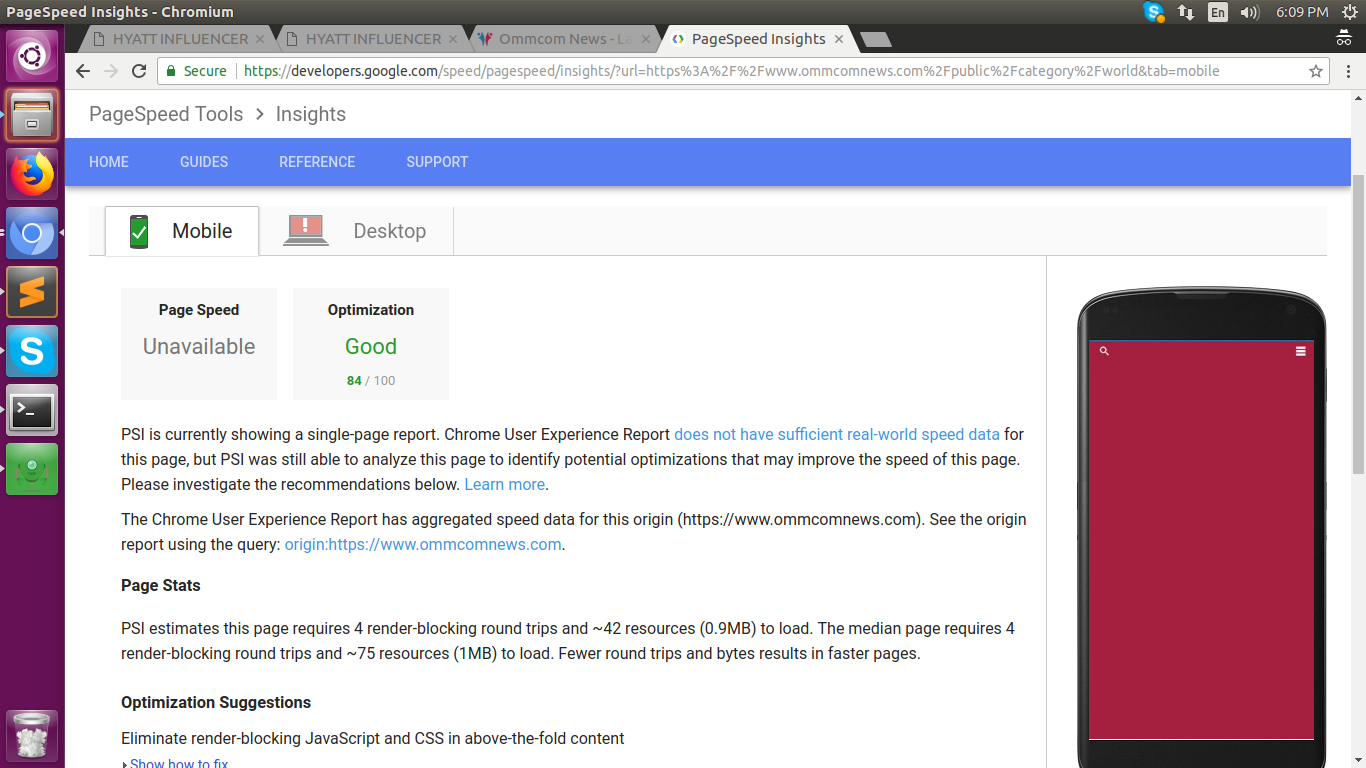 PageSpeed Insights - Chromium
En
6:09 PM
HYATT INFLUENCER
HYATT INFLUENCER
Ommcom News - La
PageSpeed Insights
Secure
https://developers.google.com/speed/pagespeed/insights/?url=https%3A%2F%2Fwww.ommcomnews.com%2Fpublic%2Fcategory%2Fworld&tab=mobile
PageSpeed Tools > Insights
HOME GUIDES REFERENCE SUPPORT
Mobile
Desktop
Page Speed
Unavailable
Optimization
Good
84 / 100
PSI is currently showing a single-page report. Chrome User Experience Report does not have sufficient real-world speed data for
this page, but PSI was still able to analyze this page to identify potential optimizations that may improve the speed of this page.
Please investigate the recommendations below. Learn more.
The Chrome User Experience Report has aggregated speed data for this origin (https://www.ommcomnews.com). See the origin
report using the query: origin:https://www.ommcomnews.com.
Page Stats
PSI estimates this page requires 4 render-blocking round trips and ~42 resources (0.9MB) to load. The median page requires 4
render-blocking round trips and ~75 resources (1MB) to load. Fewer round trips and bytes results in faster pages.
Optimization Suggestions
Eliminate render-blocking JavaScript and CSS in above-the-fold content
Show how to fix